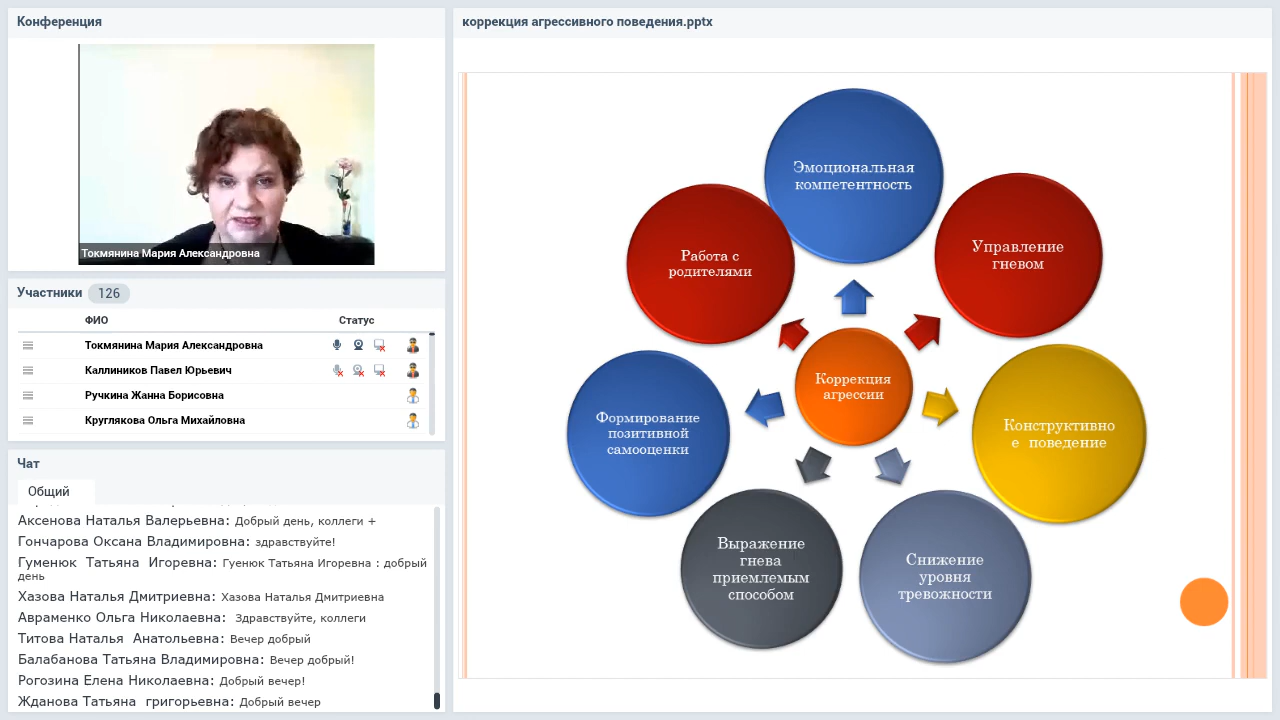 Конференция
Токмянина Мария Александровна
Участники 126
ФИО Статус
Токмянина Мария Александровна
Каллиников Павел Юрьевич
Ручкина Жанна Борисовна
Круглякова Ольга Михайловна
Чат
Общий
Аксенова Наталья Валерьевна: Добрый день, коллеги +
Гончарова Оксана Владимировна: здравствуйте!
Гуменюк Татьяна Игоревна: Гуенюк Татьяна Игоревна : добрый
день
Хазова Наталья Дмитриевна: Хазова Наталья Дмитриевна
Авраменко Ольга Николаевна: Здравствуйте, коллеги
Титова Наталья Анатольевна: Вечер добрый
Балабанова Татьяна Владимировна: Вечер добрый!
Рогозина Елена Николаевна: Добрый вечер!
Жданова Татьяна григорьевна: Добрый вечер
коррекция агрессивного поведения.pptx
Эмоциональная
компетентность
Управление
гневом
Конструктивно
е поведение
Снижение
уровня
тревожности
Выражение
гнева
приемлемым
способом
Формирование
позитивной
самооценки
Работа с
родителями
Коррекция
агрессии